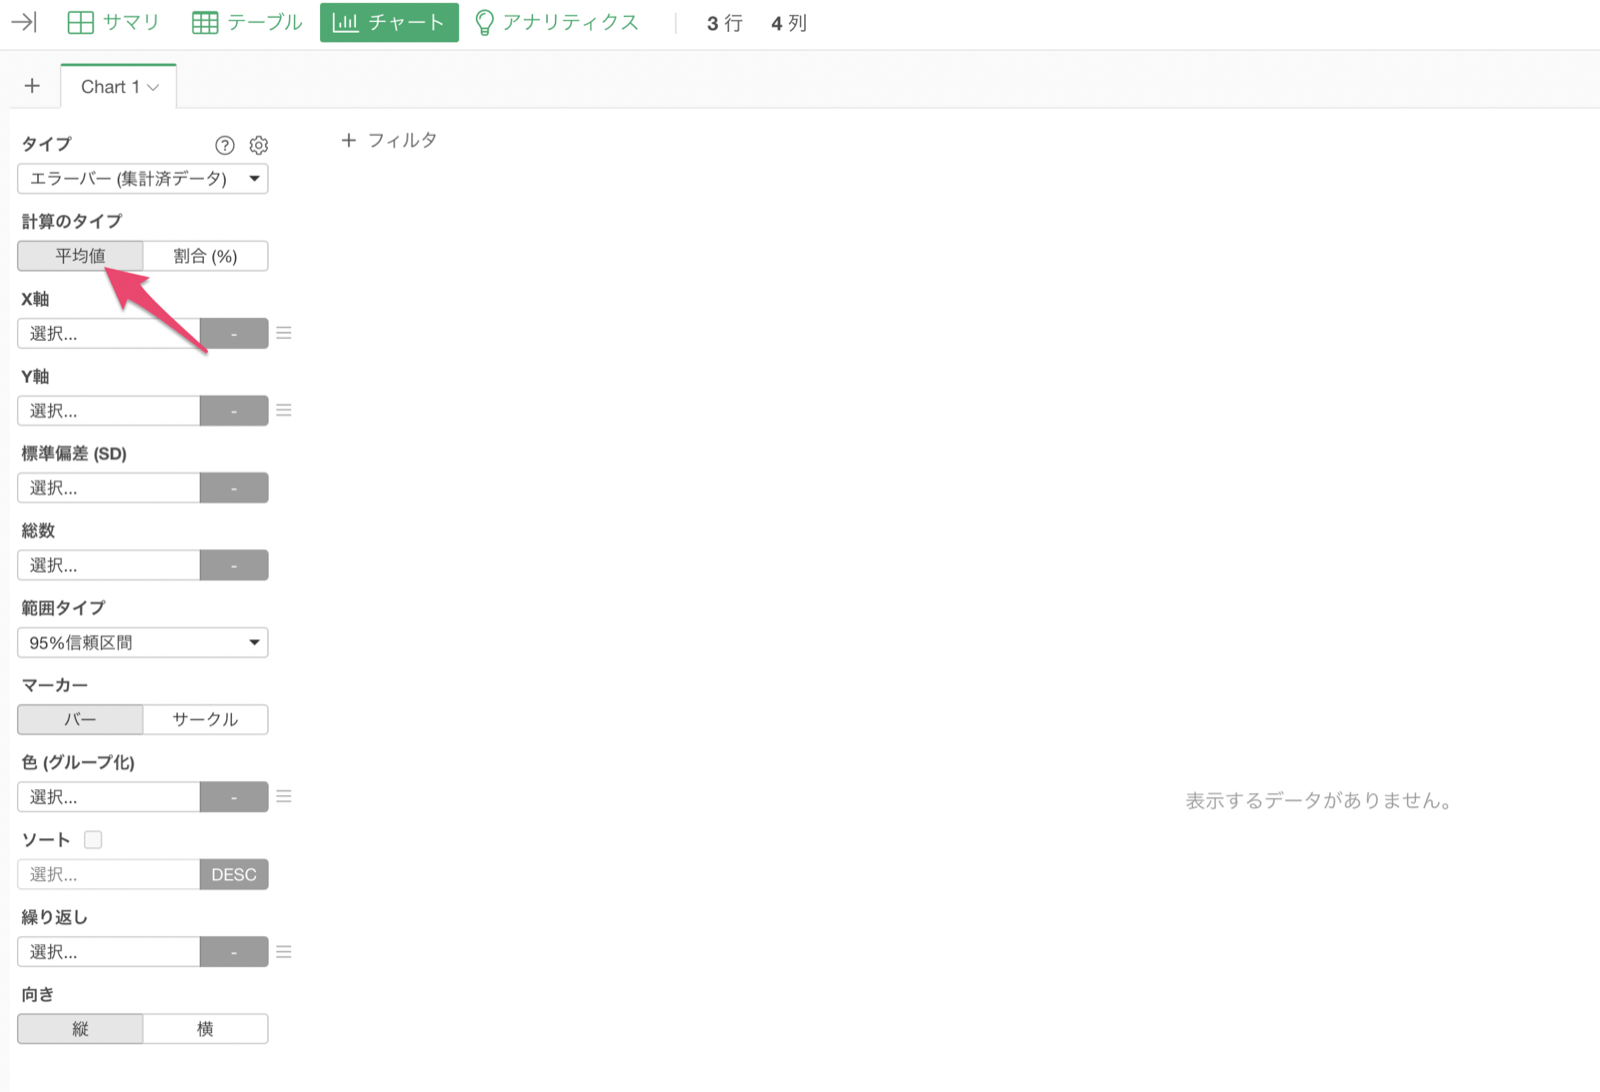 サマリ テーブル チャート アナリティクス 3 行 4 列
+ Chart 1
タイプ ?
+ フィルタ
エラーバー (集計済データ)
計算のタイプ
平均値 割合 (%)
X軸
選択... -
Y軸
選択... -
標準偏差 (SD)
選択... -
総数
選択... -
範囲タイプ
95%信頼区間
マーカー
バー サークル
色 (グループ化)
選択... -
表示するデータがありません。
ソート
選択... DESC
繰り返し
選択... -
向き
縦 横